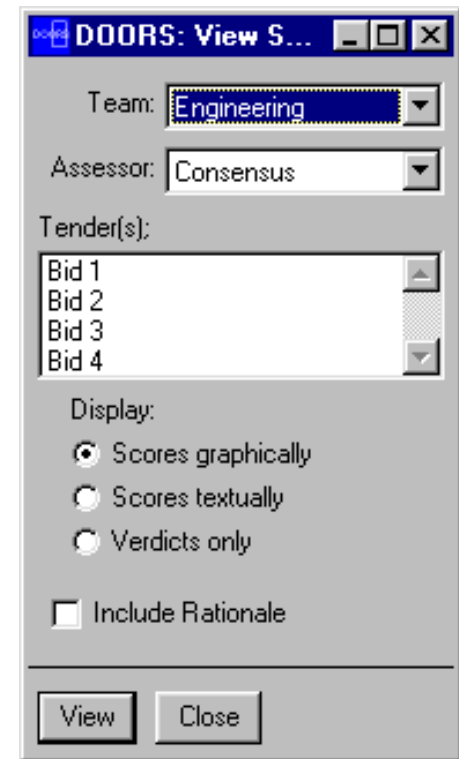 DOORS: View S...
Team: Engineering
Assessor: Consensus
Tender(s);
Bid 1
Bid 2
Bid 3
Bid 4
Display:
Scores graphically
Scores textually
Verdicts only
Include Rationale
View Close